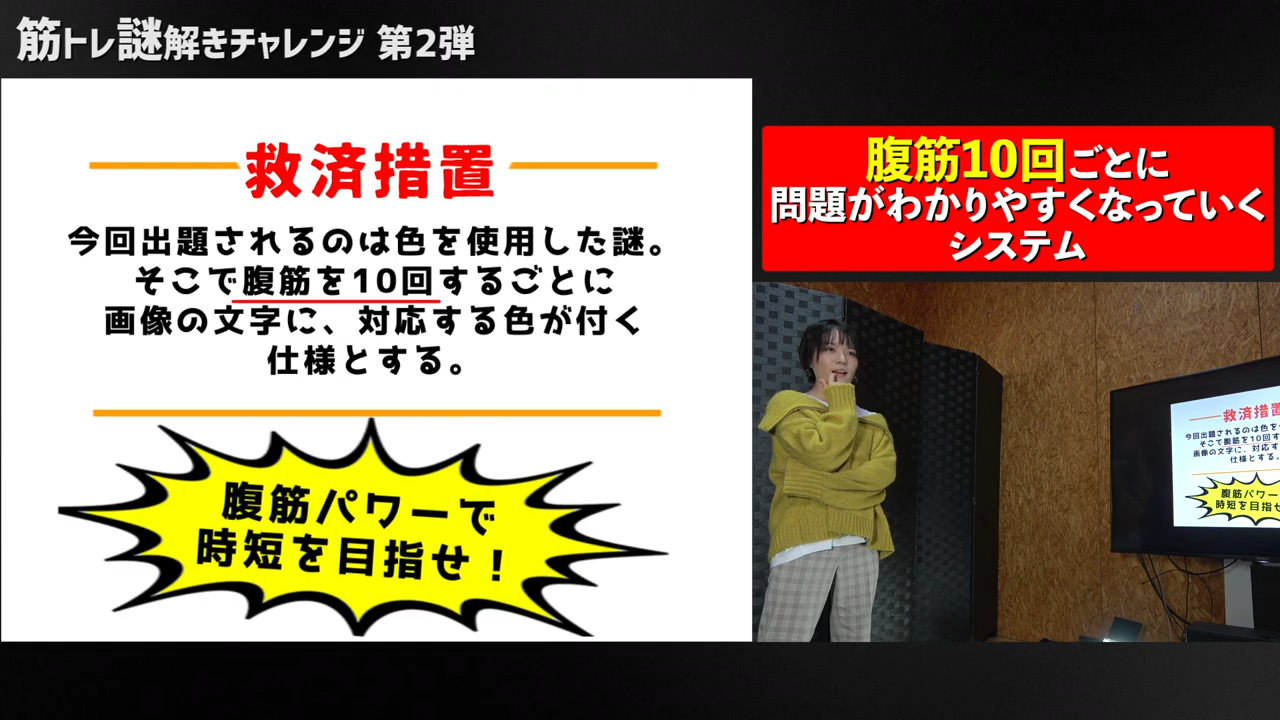 筋トレ謎解きチャレンジ 第2弾
救済措置
今回出題されるのは色を使用した謎。
そこで腹筋を10回するごとに
画像の文字に、対応する色が付く
仕様とする。
腹筋パワーで
時短を目指せ！
腹筋10回ごとに
問題がわかりやすくなっていく
システム
救済措置
今回出題されるのは色を
そこで腹筋を10回す
画像の文字に、対応す
仕様とする。
腹筋パワー
時短を目指せ